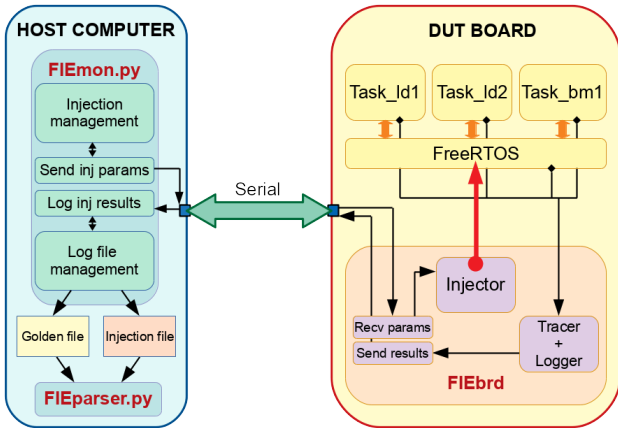 HOST COMPUTER
FIEmon.py
Injection
management
Send inj params
Log inj results
Log file
management
Golden file
Injection file
FIEparser.py
Serial
DUT BOARD
Task_ld1
Task_ld2
Task_bm1
FreeRTOS
Injector
Recv params
Send results
Tracer
+
Logger
FIEbrd